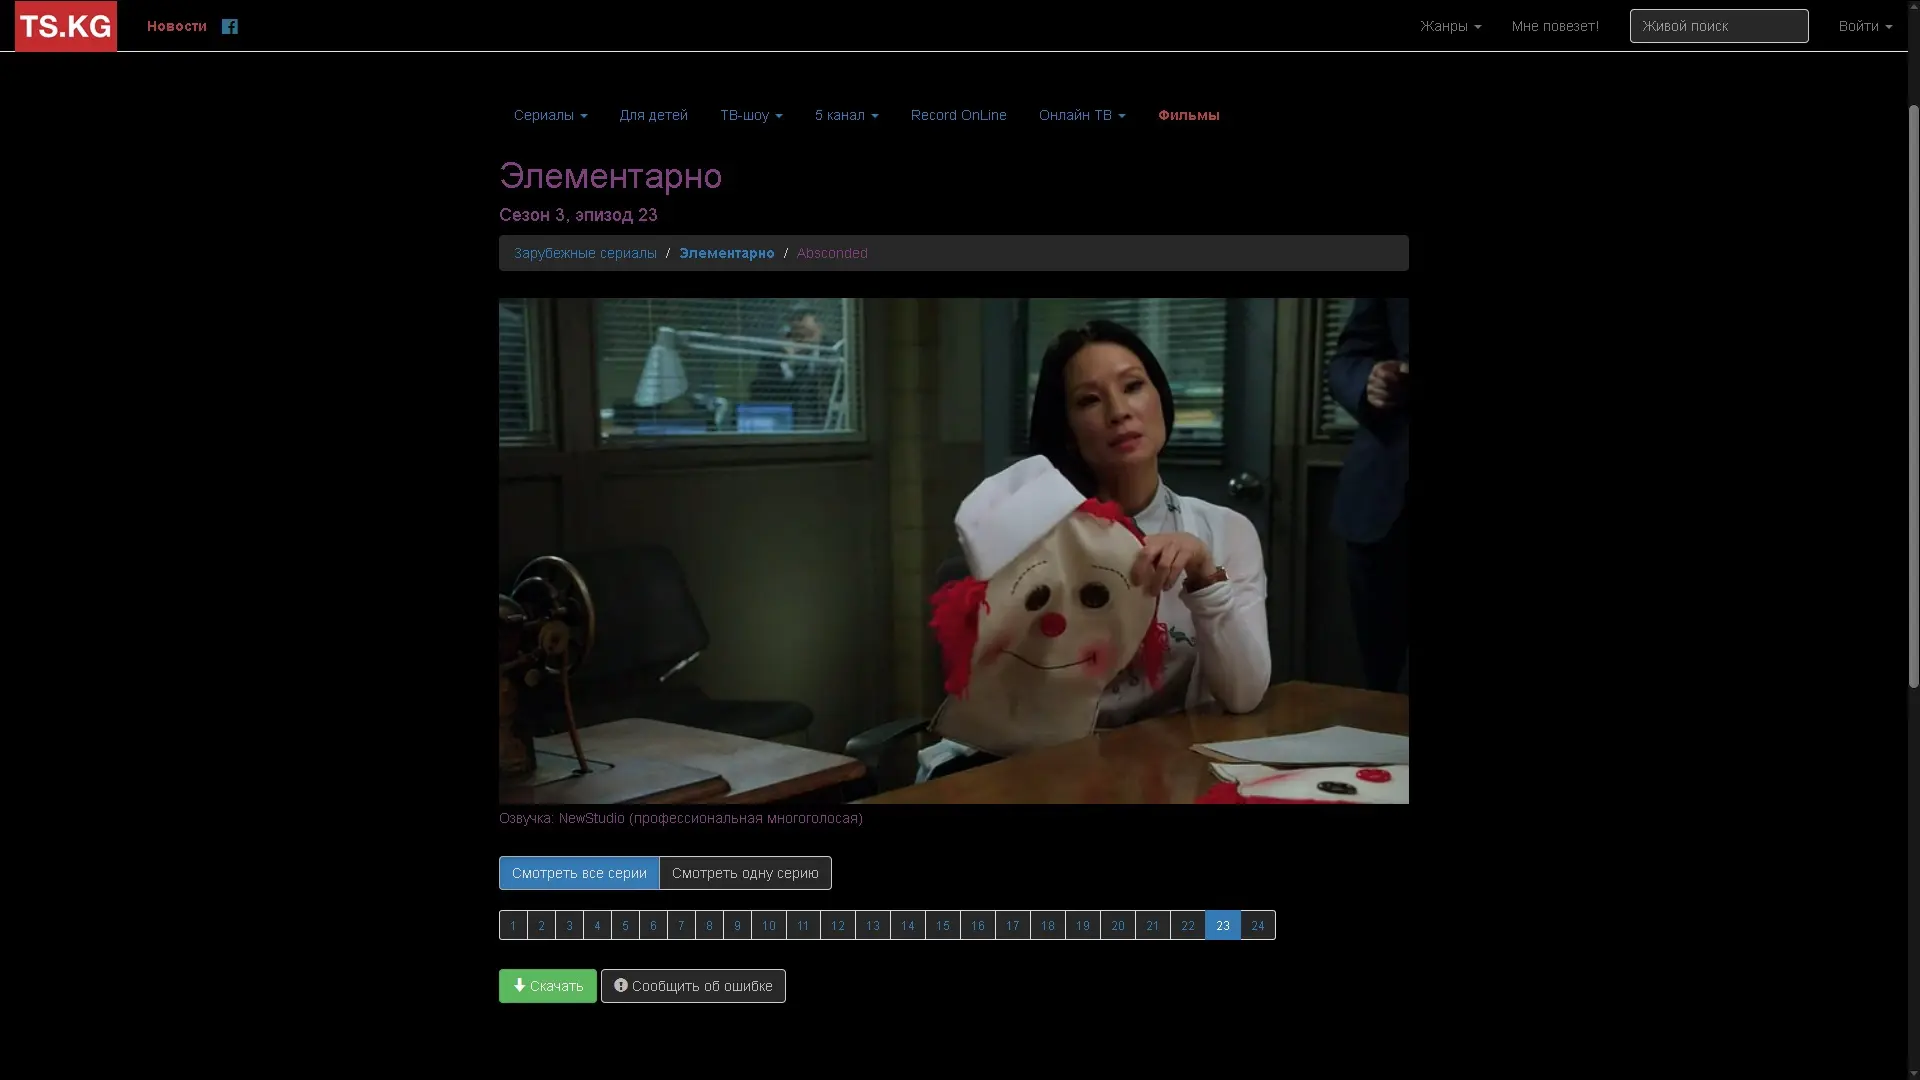 TS.KG Новости Жанры Мне повезет! Живой поиск Войти
Сериалы Для детей ТВ-шоу 5 канал Record OnLine Онлайн ТВ Фильмы
Элементарно
Сезон 3, эпизод 23
Зарубежные сериалы / Элементарно / Absconded
Озвучка: NewStudio (профессиональная многоголосая)
Смотреть все серии Смотреть одну серию
1 2 3 4 5 6 7 8 9 10 11 12 13 14 15 16 17 18 19 20 21 22 23 24
Скачать Сообщить об ошибке